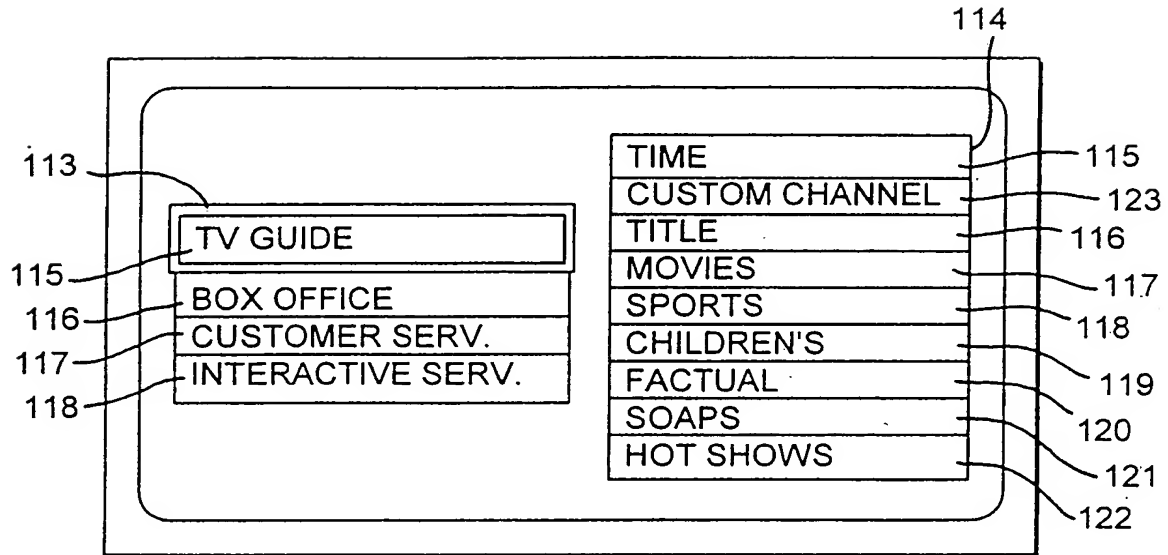 114
113
TV GUIDE
115
BOX OFFICE
116
CUSTOMER SERV.
117
INTERACTIVE SERV.
118
TIME
115
CUSTOM CHANNEL
123
TITLE
116
MOVIES
117
SPORTS
118
CHILDREN'S
119
FACTUAL
120
SOAPS
121
HOT SHOWS
122